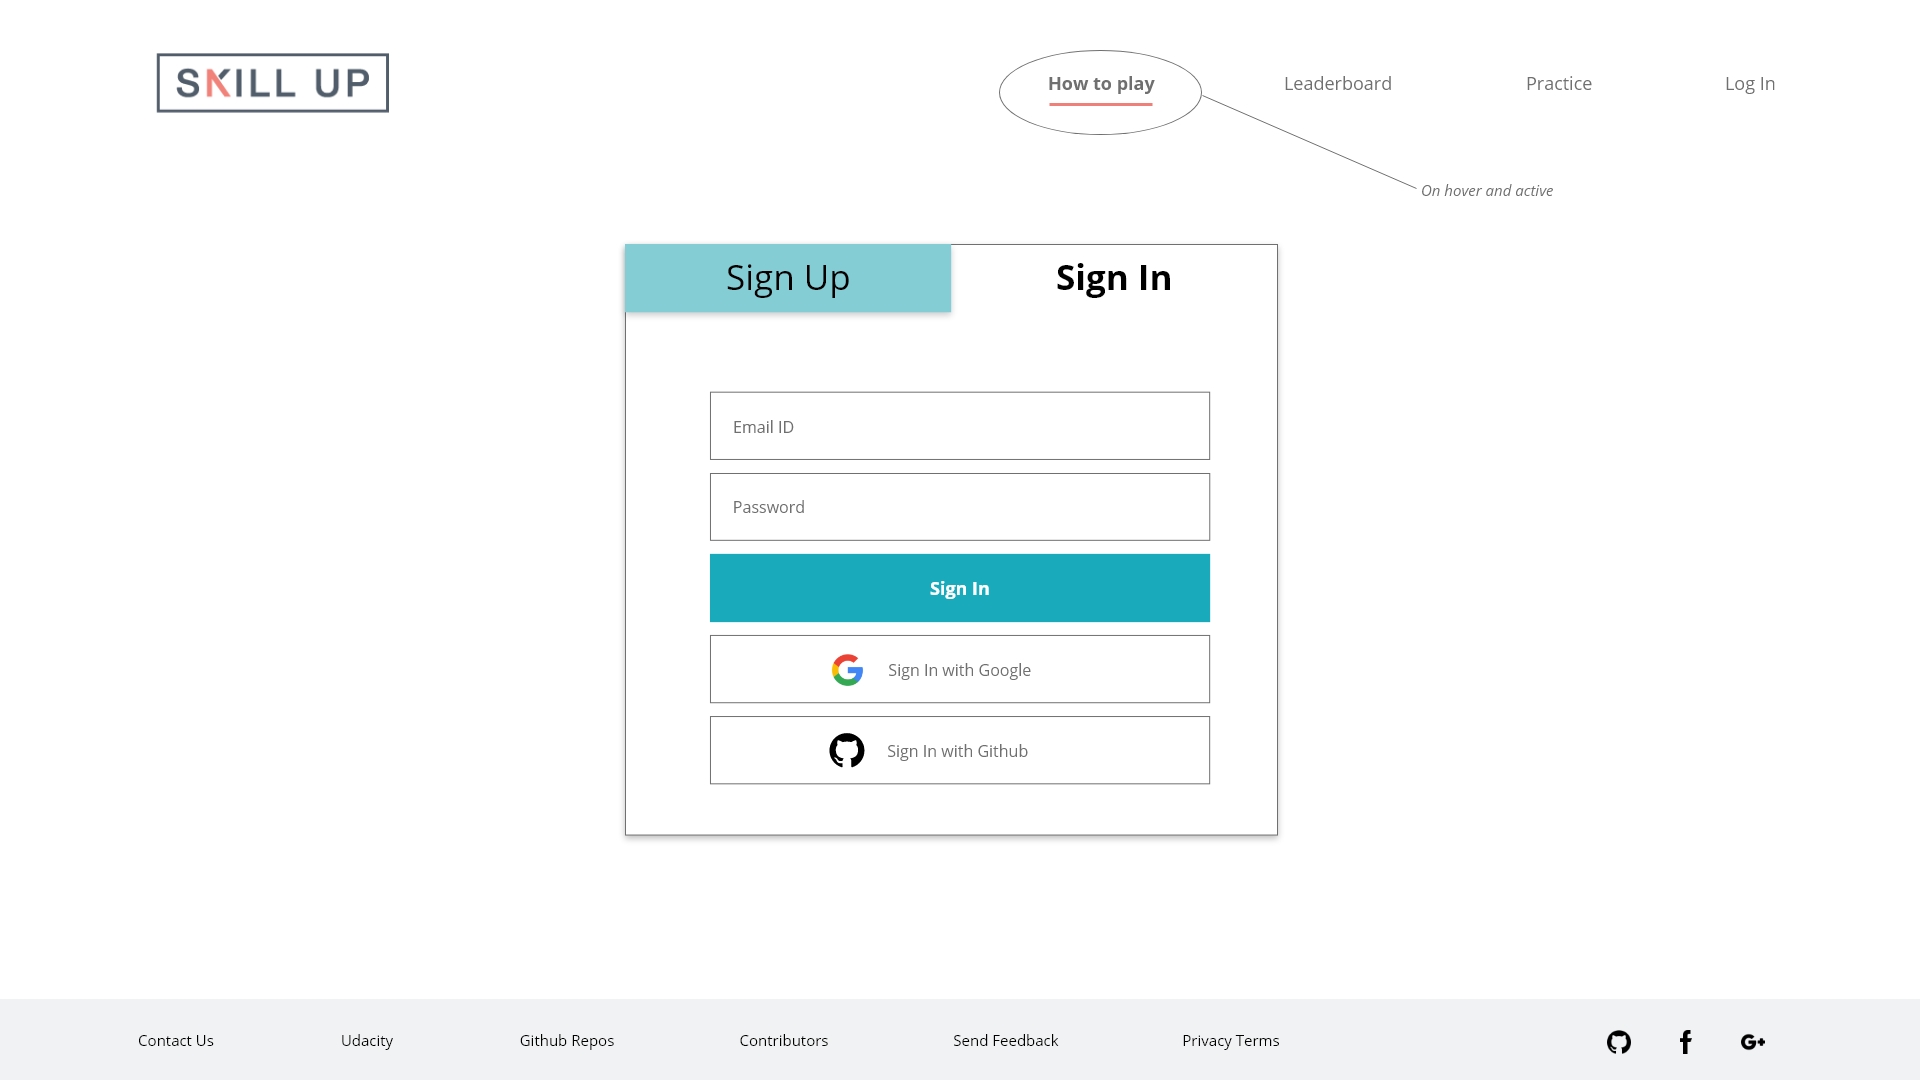 SKILL UP
How to play
Leaderboard
Practice
Log In
On hover and active
Sign Up
Sign In
Email ID
Password
Sign In
Sign In with Google
Sign In with Github
Contact Us
Udacity
Github Repos
Contributors
Send Feedback
Privacy Terms